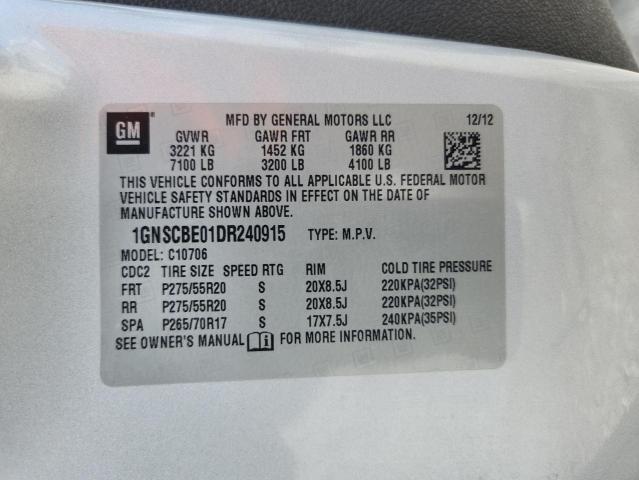 GM
MFD BY GENERAL MOTORS LLC 12/12
GVWR GAWR FRT GAWR RR
3221 KG 1452 KG 1860 KG
7100 LB 3200 LB 4100 LB
THIS VEHICLE CONFORMS TO ALL APPLICABLE U.S. FEDERAL MOTOR
VEHICLE SAFETY STANDARDS IN EFFECT ON THE DATE OF
MANUFACTURE SHOWN ABOVE.
1GNSCBE01DR240915 TYPE: M.P.V.
MODEL: C10706
CDC2 TIRE SIZE SPEED RTG RIM COLD TIRE PRESSURE
FRT P275/55R20 S 20X8.5J 220KPA(32PSI)
RR P275/55R20 S 20X8.5J 220KPA(32PSI)
SPA P265/70R17 S 17X7.5J 240KPA(35PSI)
SEE OWNER'S MANUAL FOR MORE INFORMATION.